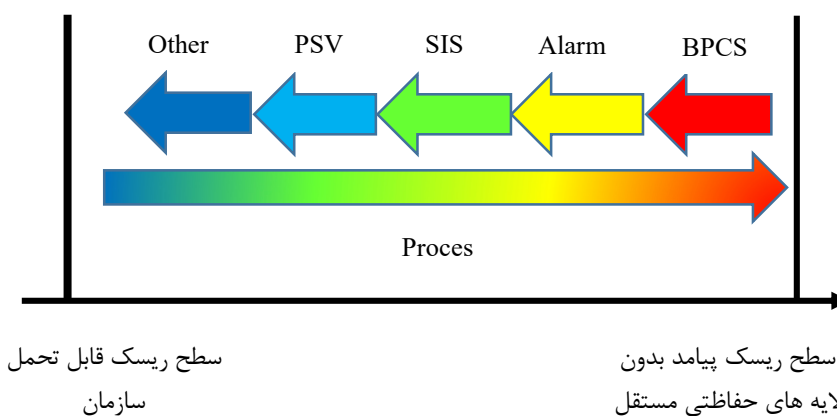 Other PSV SIS Alarm BPCS
Proces
سطح ریسک قابل تحمل
سازمان
سطح ریسک پیامد بدون
لایه های حفاظتی مستقل